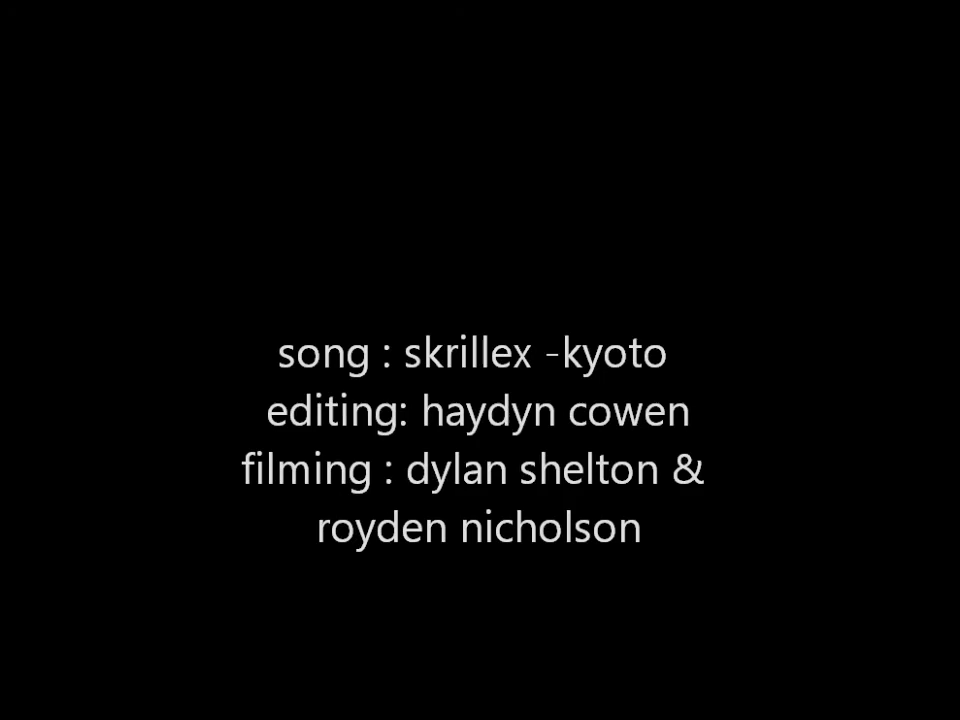 song : skrillex -kyoto
editing: haydyn cowen
filming : dylan shelton &
royden nicholson